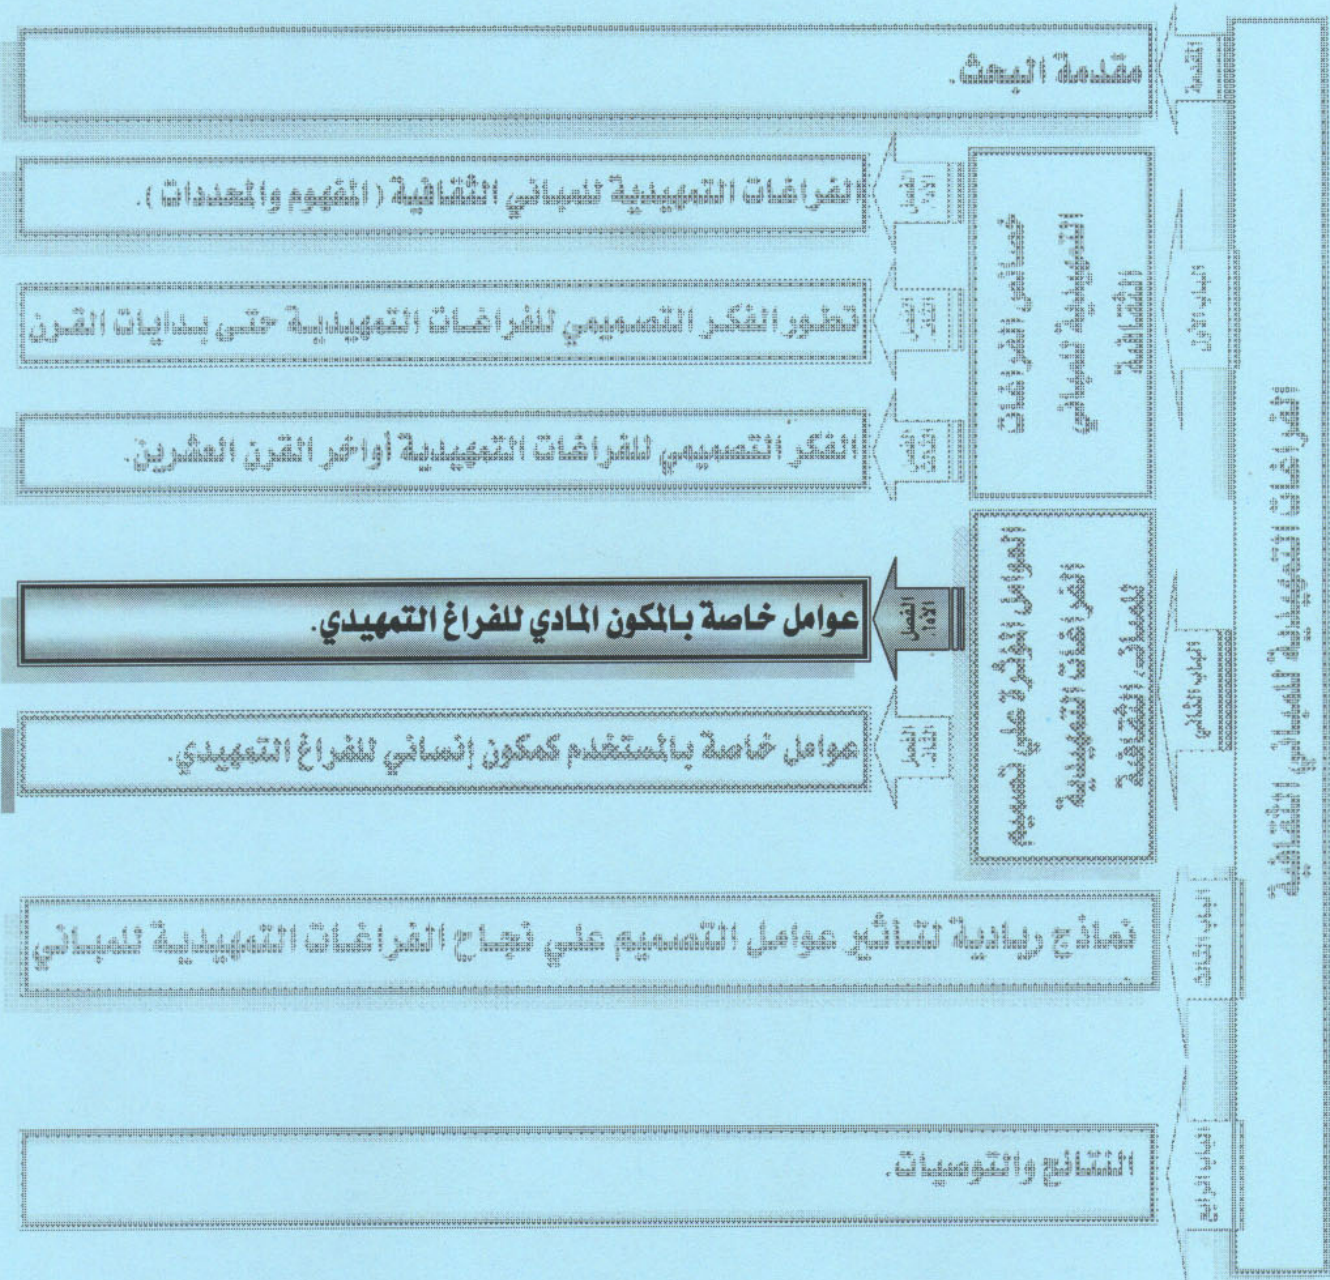 الفراغات التمهيدية للمباني الثقافية
المقدمة
مقدمة البحث.
الباب الأول
خصائص الفراغات
التمهيدية للمباني
الثقافية
الفصل
الأول
الفراغات التمهيدية للمباني الثقافية ( المفهوم والمحددات ).
الفصل
الثاني
تطور الفكر التصميمي للفراغات التمهيدية حتى بدايات القرن
الفصل
الثالث
الفكر التصميمي للفراغات التمهيدية أواخر القرن العشرين.
الباب الثاني
العوامل المؤثرة علي تصميم
الفراغات التمهيدية
للمباني الثقافية
الفصل
الأول
عوامل خاصة بالمكون المادي للفراغ التمهيدي.
الفصل
الثاني
عوامل خاصة بالمستخدم كمكون إنساني للفراغ التمهيدي.
الباب الثالث
نماذج ريادية لتأثير عوامل التصميم علي نجاح الفراغات التمهيدية للمباني
.
الباب الرابع
النتائج والتوصيات.